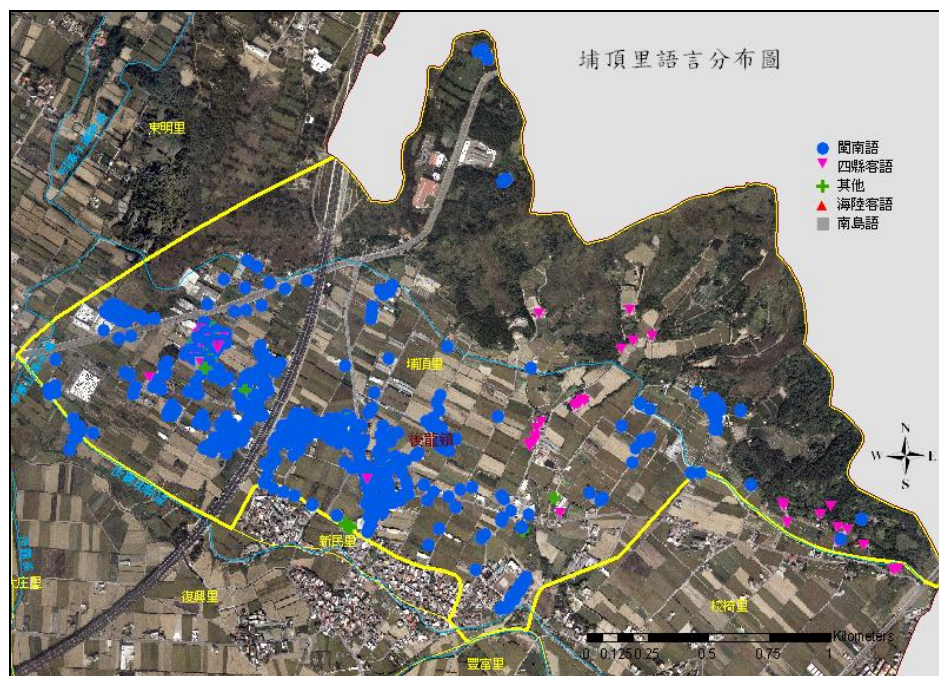 埔頂里語言分布圖
閩南語
四縣客語
其他
海陸客語
南島語
東明里
埔頂里
後龍鎮
新民里
復興里
校椅里
豐富里
N
W
E
S
Kilometers
0 0.125 0.25 0.5 0.75 1